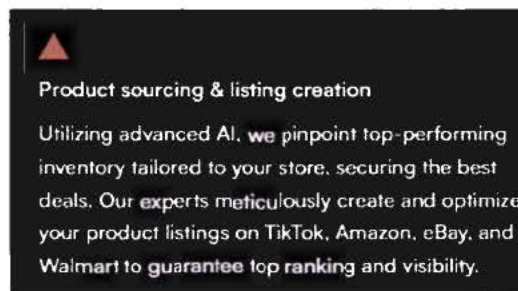 Product sourcing & listing creation
Utilizing advanced AI, we pinpoint top-performing
inventory tailored to your store, securing the best
deals. Our experts meticulously create and optimize
your product listings on TikTok, Amazon, eBay, and
Walmart to guarantee top ranking and visibility.